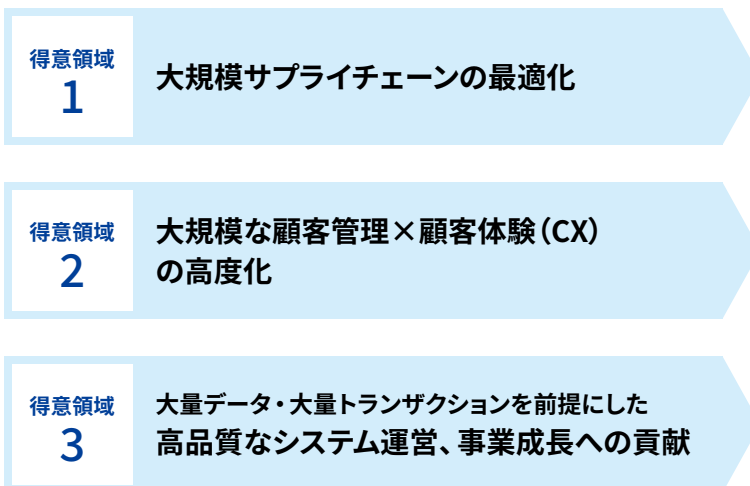 得意領域
1
大規模サプライチェーンの最適化
得意領域
2
大規模な顧客管理×顧客体験（CX）
の高度化
得意領域
3
大量データ・大量トランザクションを前提にした
高品質なシステム運営、事業成長への貢献